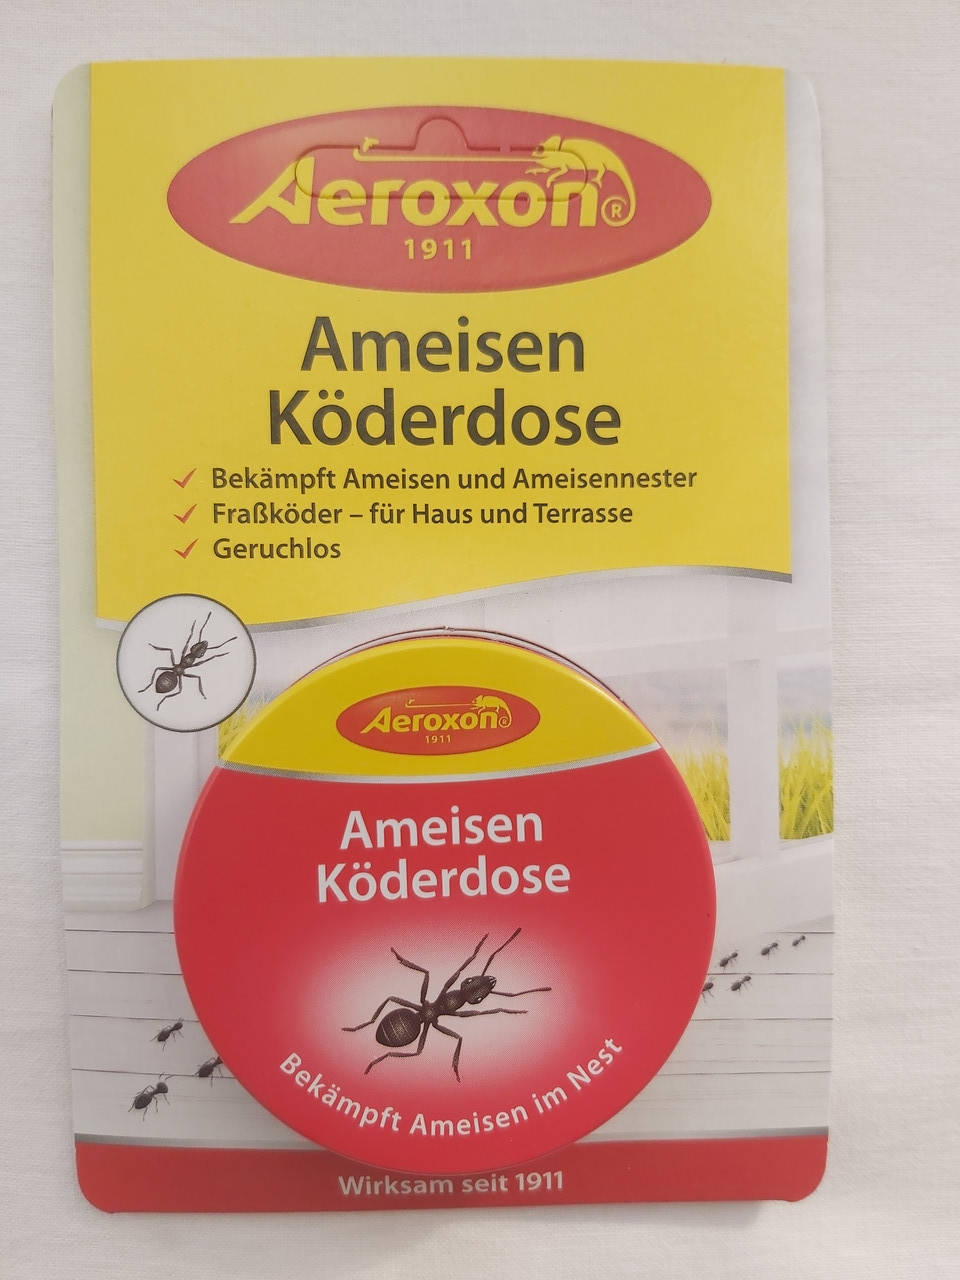 Aeroxon®
1911
Ameisen
Köderdose
Bekämpft Ameisen und Ameisennester
Fraßköder – für Haus und Terrasse
Geruchlos
Aeroxon®
1911
Ameisen
Köderdose
Bekämpft Ameisen im Nest
Wirksam seit 1911